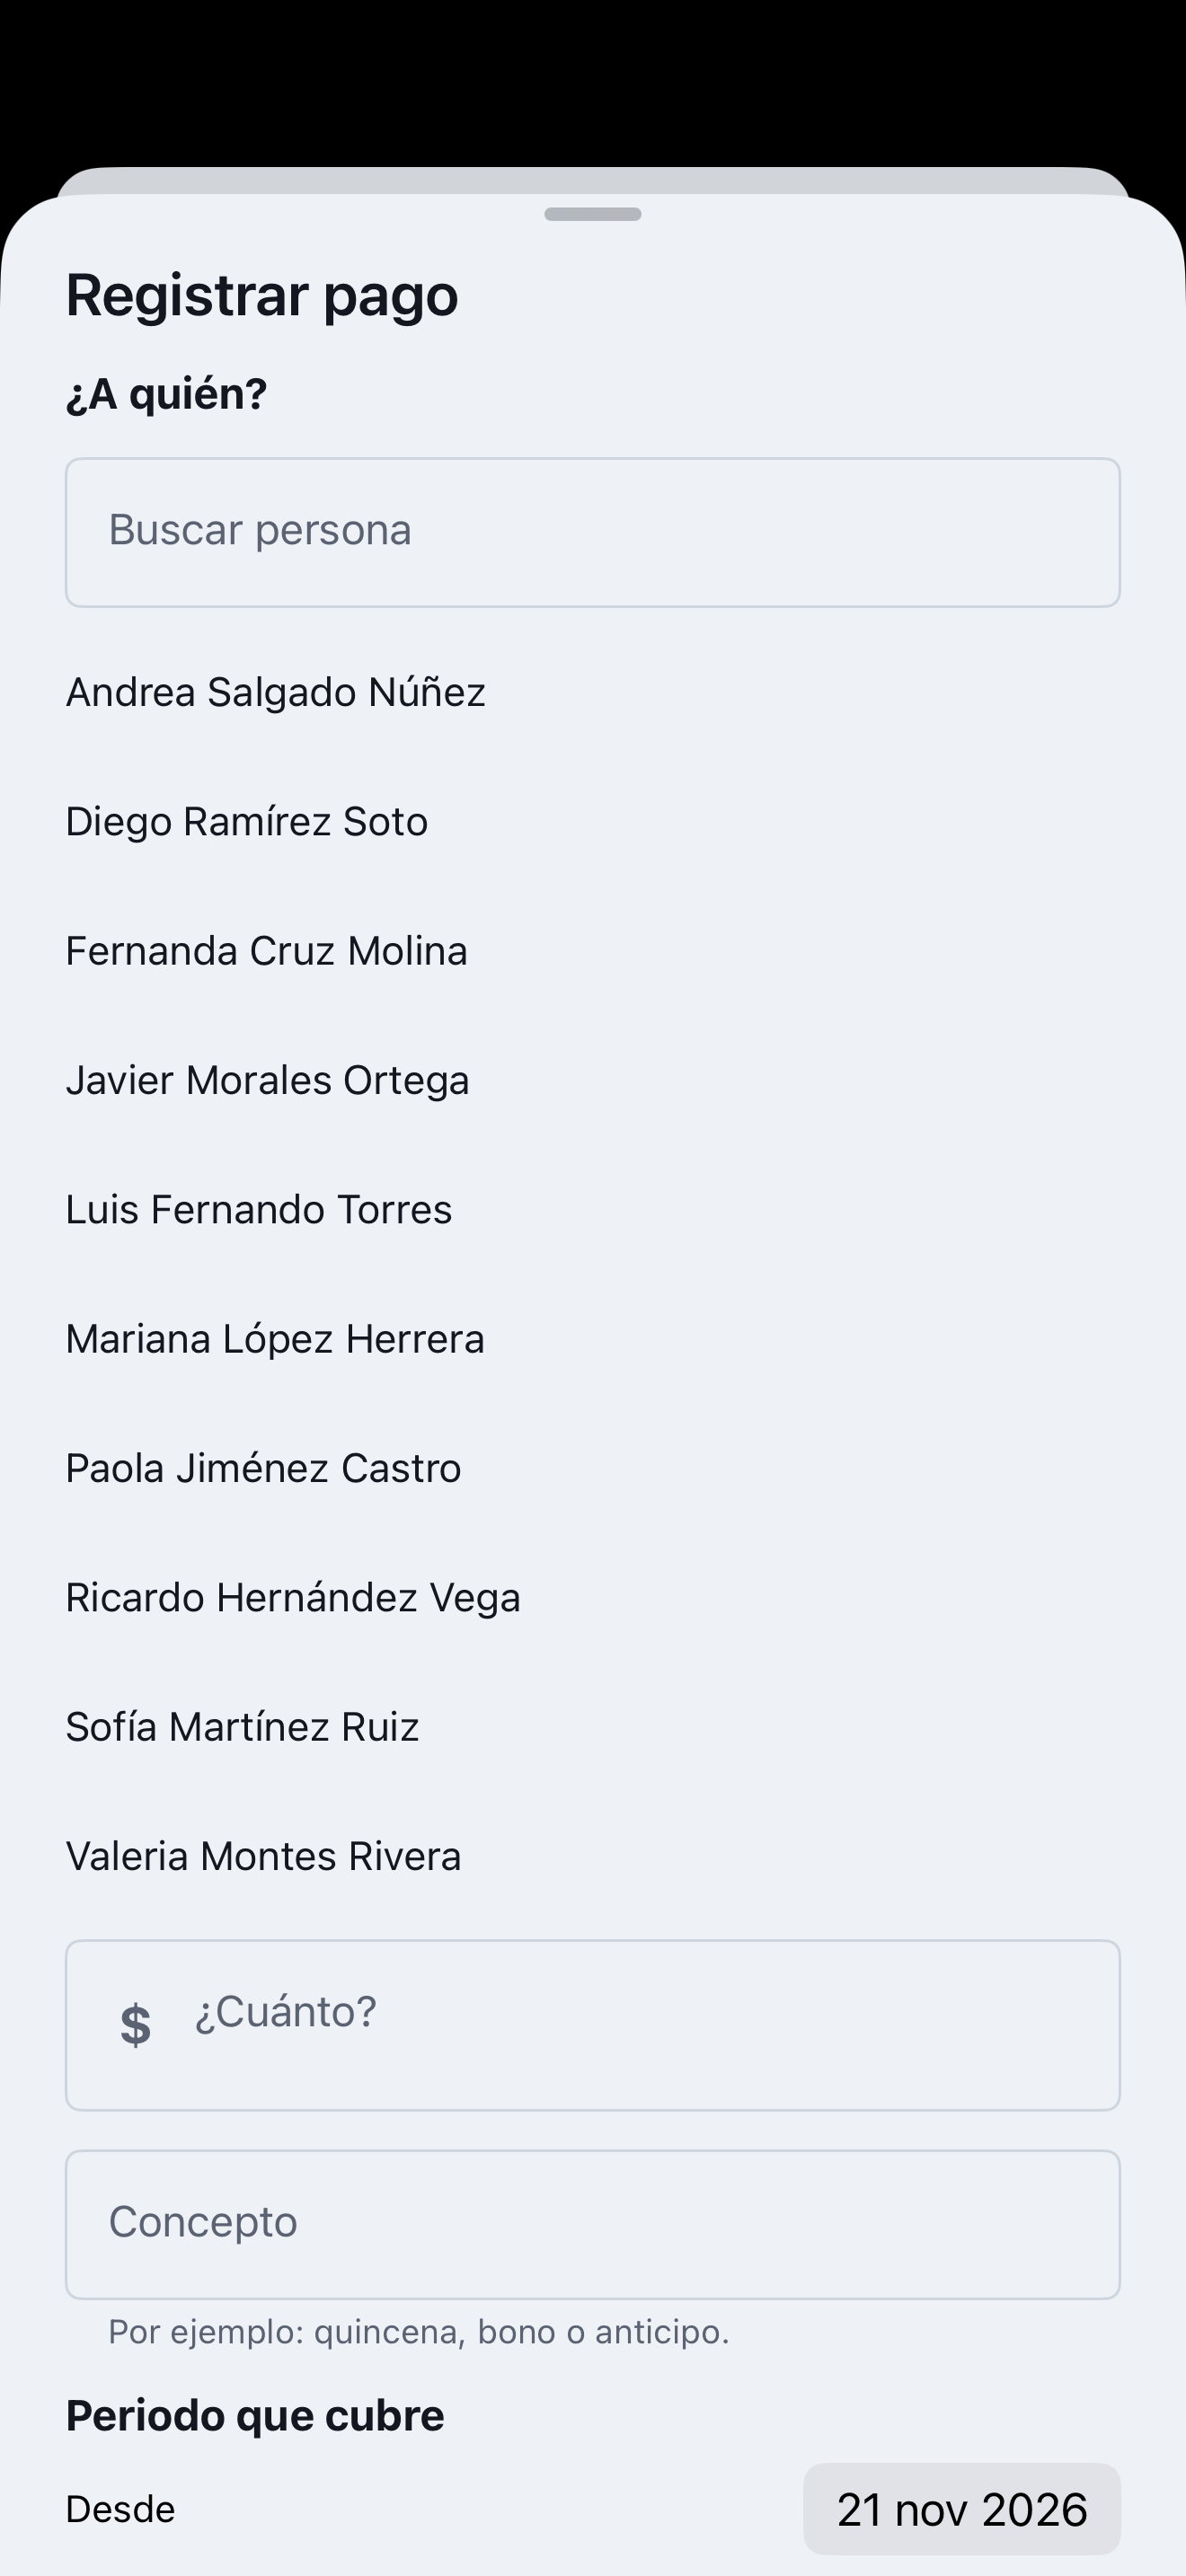 Registrar pago
¿A quién?
Buscar persona
Andrea Salgado Núñez
Diego Ramírez Soto
Fernanda Cruz Molina
Javier Morales Ortega
Luis Fernando Torres
Mariana López Herrera
Paola Jiménez Castro
Ricardo Hernández Vega
Sofía Martínez Ruiz
Valeria Montes Rivera
$ ¿Cuánto?
Concepto
Por ejemplo: quincena, bono o anticipo.
Periodo que cubre
Desde 21 nov 2026